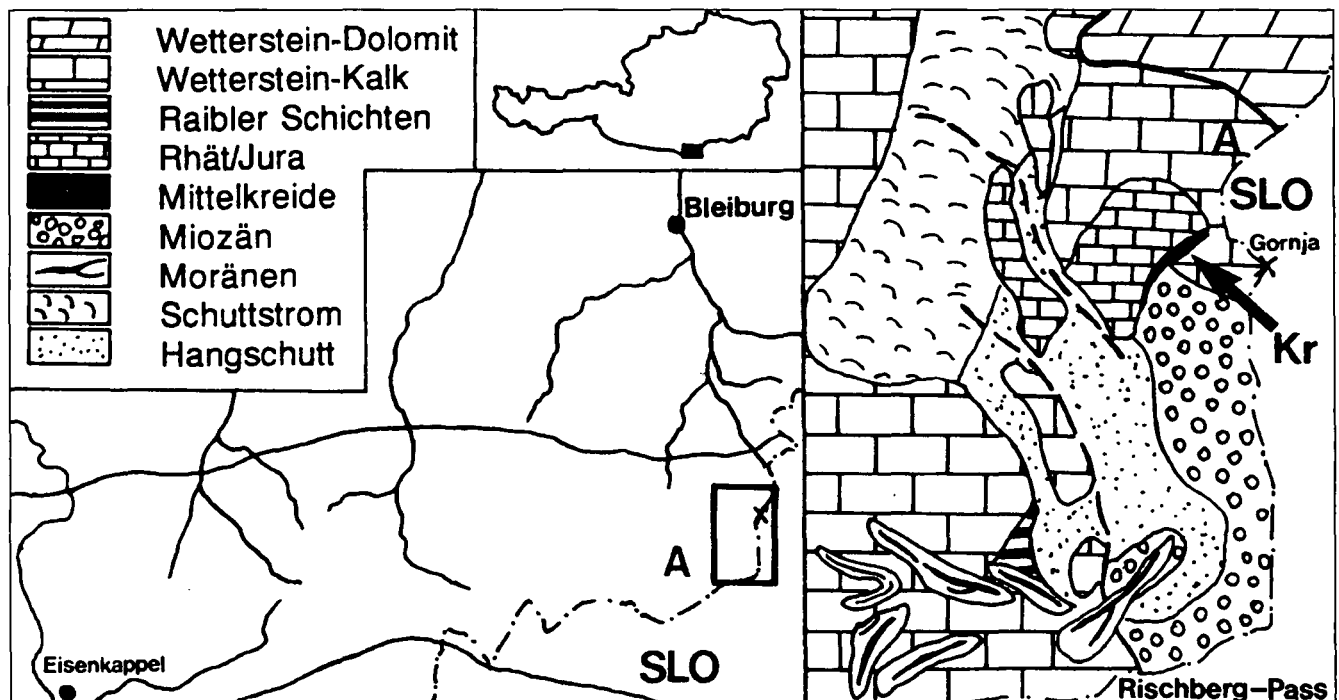 Wetterstein-Dolomit
Wetterstein-Kalk
Raibler Schichten
Rhät/Jura
Mittelkreide
Miozän
Moränen
Schuttstrom
Hangschutt
Bleiburg
A
Eisenkappel
SLO
A
SLO
Gornja
Kr
Rischberg-Pass